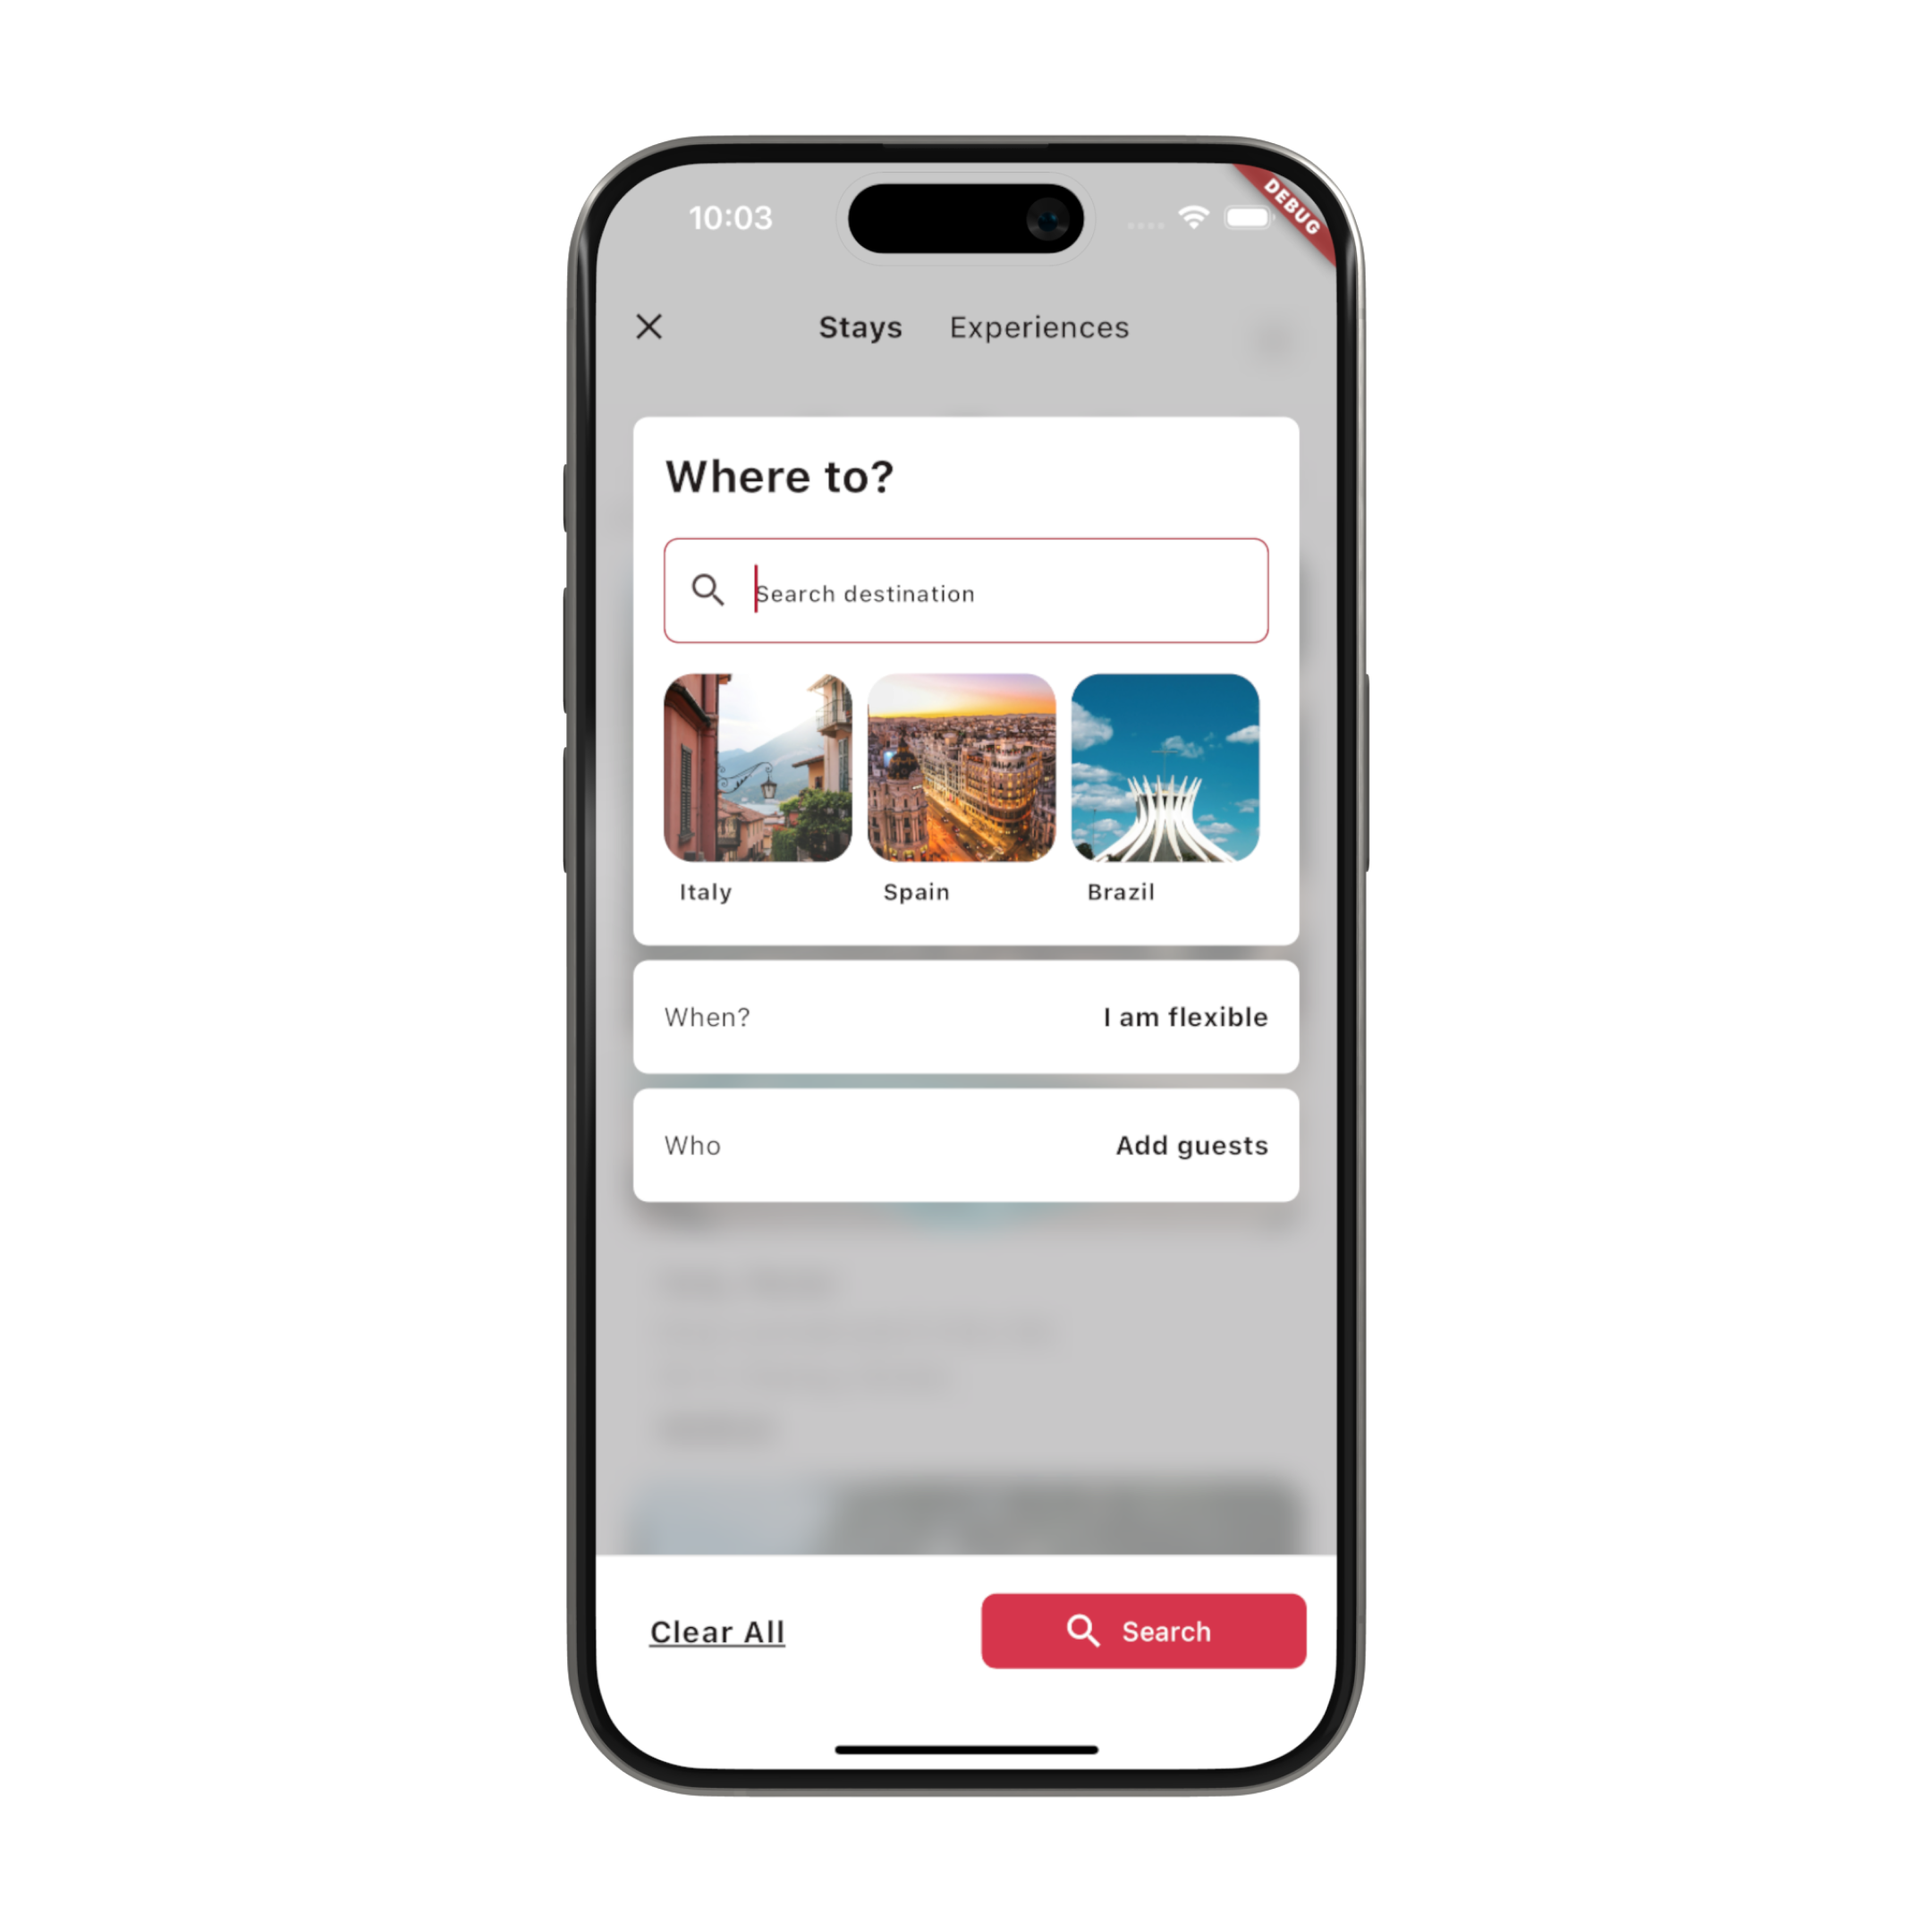 10:03
DEBUG
Stays Experiences
Where to?
Search destination
Italy Spain Brazil
When? I am flexible
Who Add guests
Clear All Search